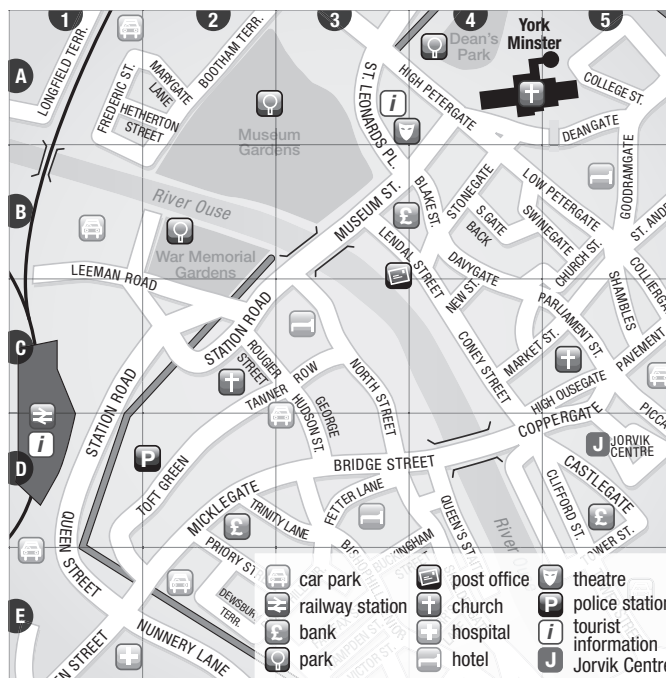 1
2
3
4
5
A
B
C
D
E
LONGFIELD TERR.
FREDERIC ST.
MARYGATE
LANE
HETHERTON
STREET
BOOTHAM TERR.
Museum
Gardens
ST. LEONARDS PL.
i
Dean's
Park
York
Minster
HIGH PETERGATE
COLLEGE ST.
DEANGATE
GOODRAMGATE
River Ouse
War Memorial
Gardens
LEEMAN ROAD
MUSEUM ST.
BLAKE ST.
£
LENDAL STREET
STONEGATE
S.GATE
BACK
LOW PETERGATE
SWINEGATE
CHURCH ST.
DAVYGATE
NEW ST.
SHAMBLES
PARLIAMENT ST.
PAVEMENT
MARKET ST.
CONEY STREET
HIGH OUSEGATE
COPPERGATE
STATION ROAD
STATION ROAD
ROUGIER
STREET
TANNER ROW
NORTH STREET
GEORGE
HUDSON ST.
i
P
TOFT GREEN
BRIDGE STREET
MICKLEGATE
TRINITY LANE
FETTER LANE
£
J
JORVIK
CENTRE
CASTLEGATE
CLIFFORD ST.
TOWER ST.
£
QUEEN STREET
NUNNERY LANE
car park
railway station
£
bank
park
post office
church
hospital
hotel
theatre
P
police station
i
tourist
information
J
Jorvik Centre